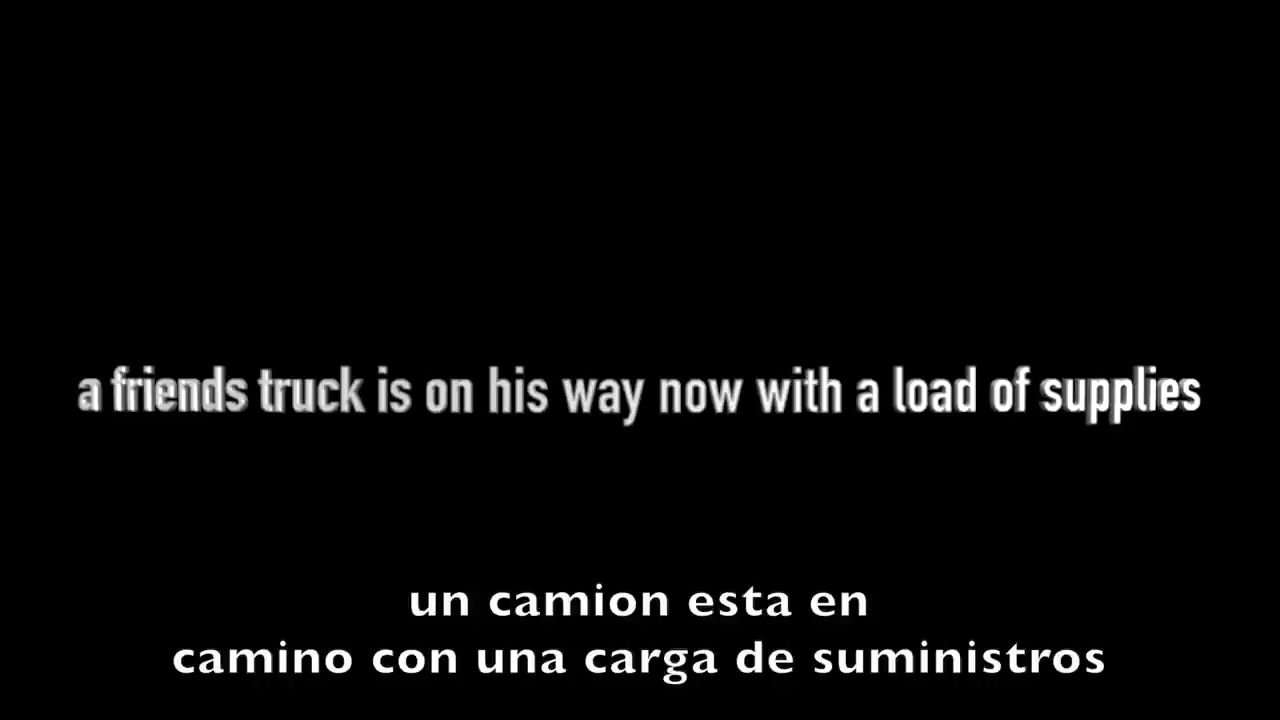 a friends truck is on his way now with a load of supplies
un camion esta en
camino con una carga de suministros